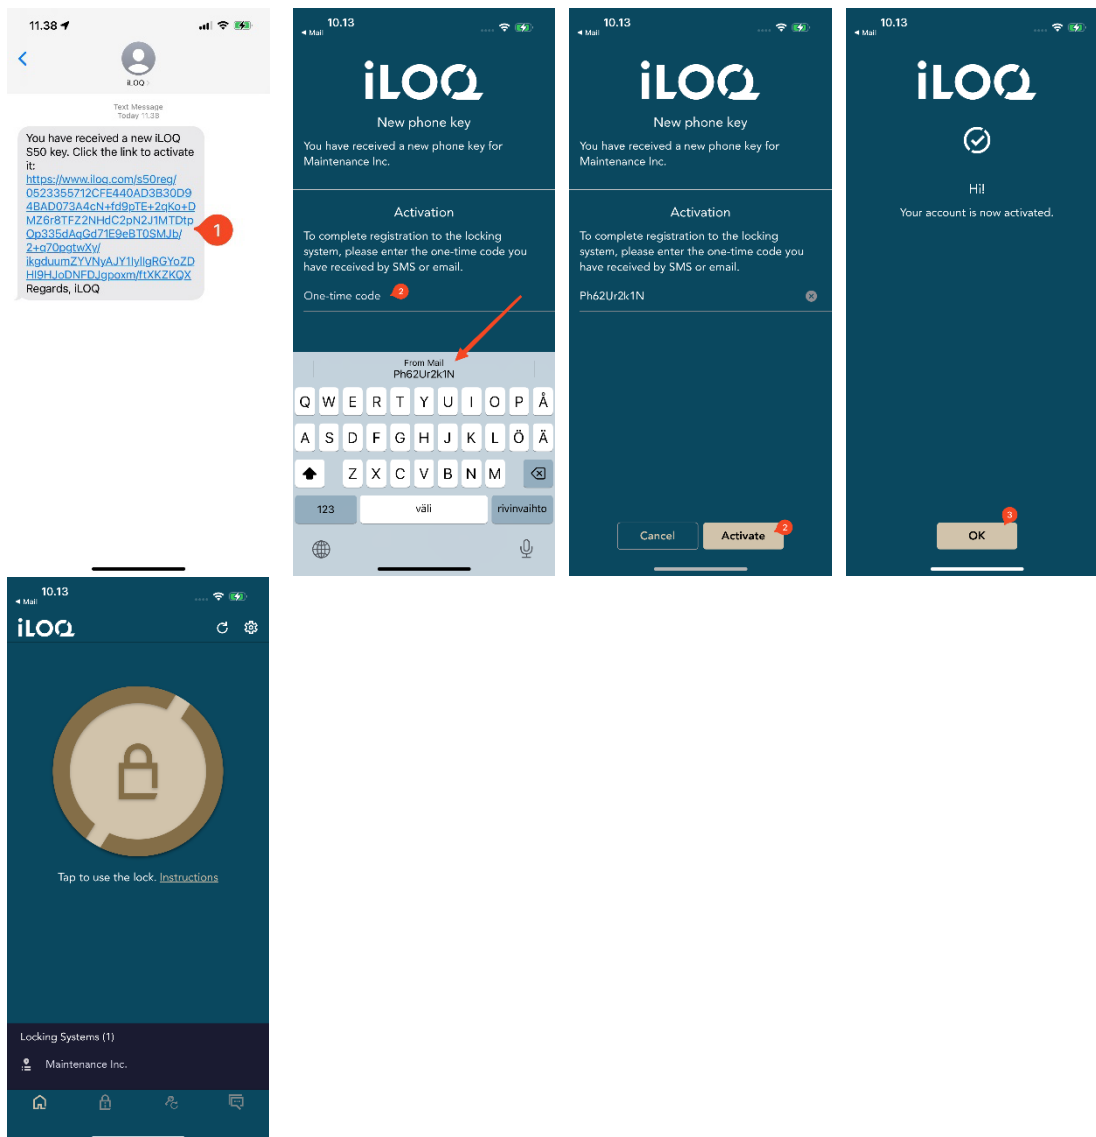 11.38
iLOQ
Text Message
Today 11.38
You have received a new iLOQ
S50 key. Click the link to activate
it:
https://www.iloq.com/s50reg/
0523355712CFE440AD3B30D9
4BAD073A4cN+fd9pTE+2qKo+D
MZ6r8TFZ2NHdC2pN2J1MTDtp
Op335dAqGd71E9eBT0SMJb/
2+q70pgtwXy/
ikgduumZYVNyAJY1IyIIgRGYoZD
HI9HJoDNFDJgpoxm/ftXKZKQX
Regards, iLOQ
1
10.13
Mail
iLOQ
New phone key
You have received a new phone key for
Maintenance Inc.
Activation
To complete registration to the locking
system, please enter the one-time code you
have received by SMS or email.
One-time code
2
From Mail
Ph62Ur2k1N
Q W E R T Y U I O P Å
A S D F G H J K L Ö Ä
Z X C V B N M
123 väli rivinvaihto
10.13
Mail
iLOQ
New phone key
You have received a new phone key for
Maintenance Inc.
Activation
To complete registration to the locking
system, please enter the one-time code you
have received by SMS or email.
Ph62Ur2k1N
Cancel Activate
2
10.13
Mail
iLOQ
Hi!
Your account is now activated.
3
OK
10.13
Mail
iLOQ
Tap to use the lock. Instructions
Locking Systems (1)
Maintenance Inc.